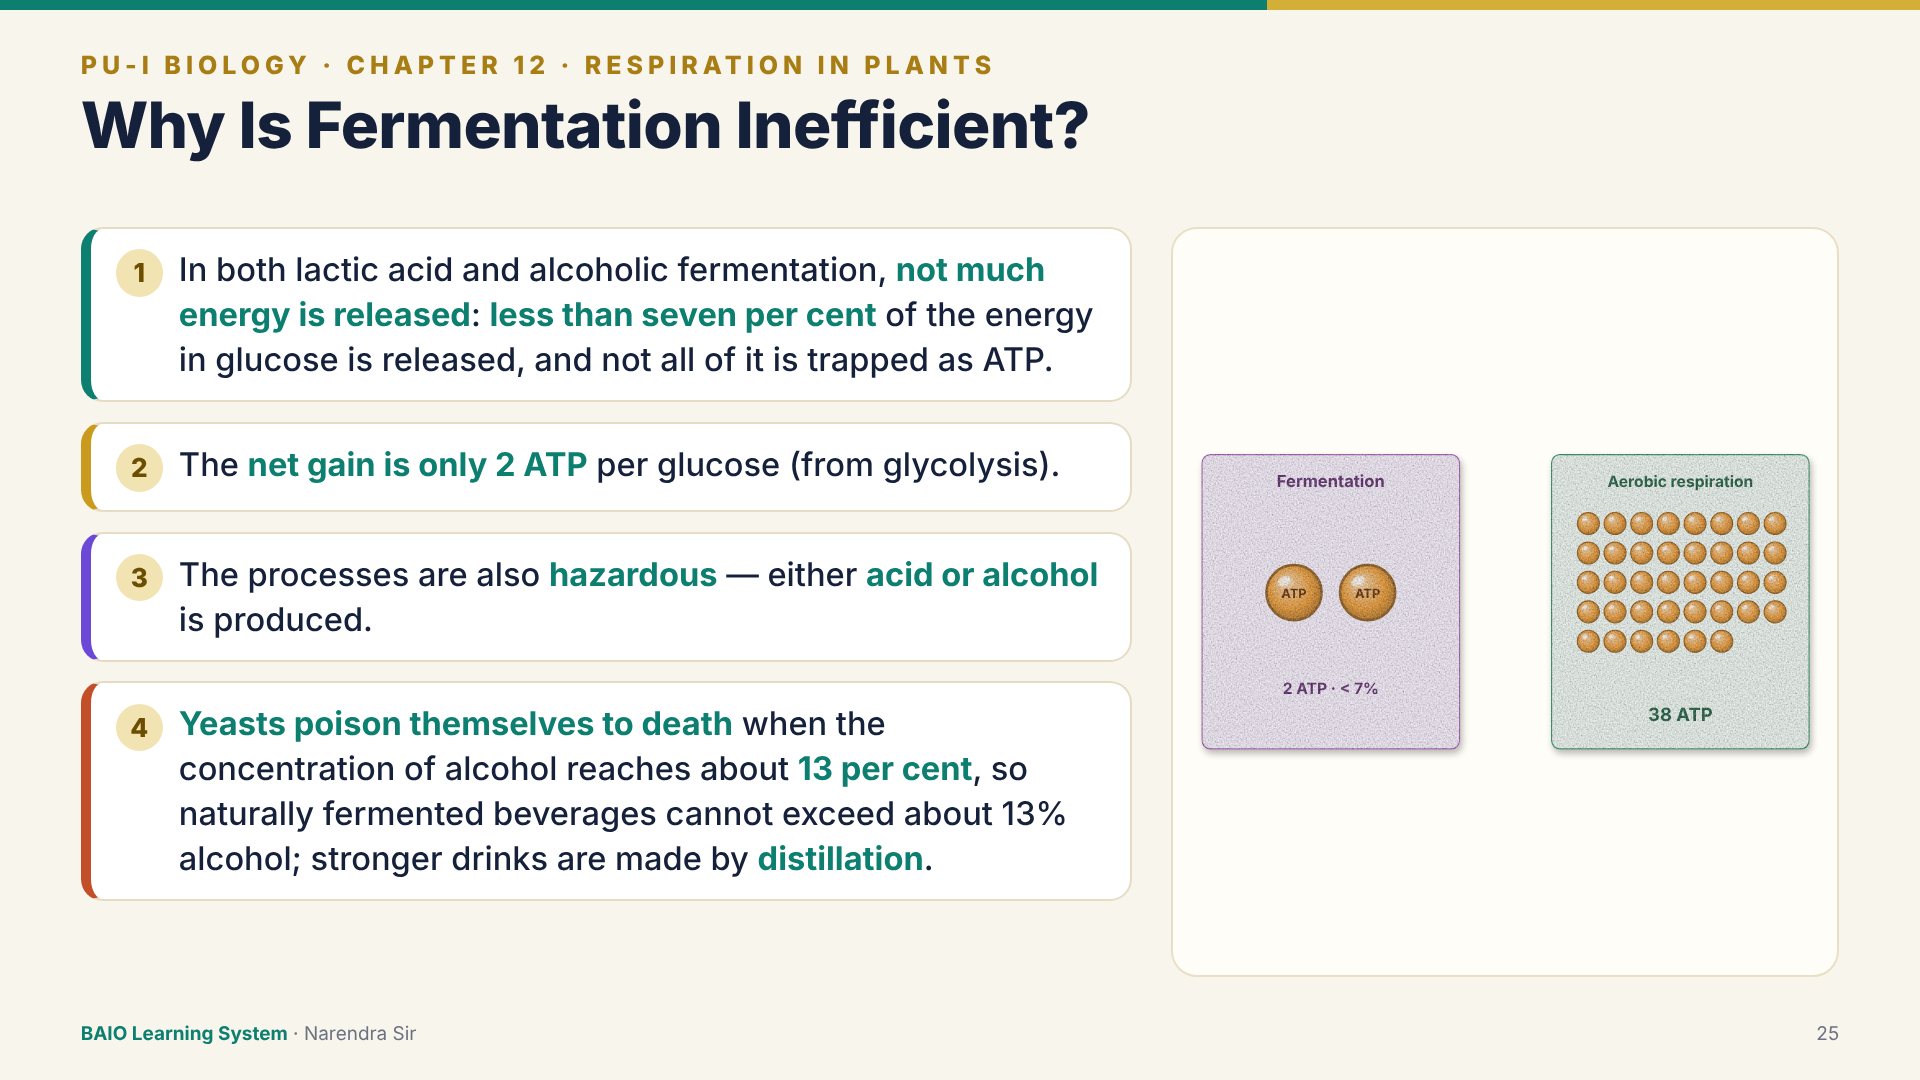 PU-I BIOLOGY · CHAPTER 12 · RESPIRATION IN PLANTS
Why Is Fermentation Inefficient?
1
In both lactic acid and alcoholic fermentation, not much
energy is released: less than seven per cent of the energy
in glucose is released, and not all of it is trapped as ATP.
2
The net gain is only 2 ATP per glucose (from glycolysis).
3
The processes are also hazardous — either acid or alcohol
is produced.
4
Yeasts poison themselves to death when the
concentration of alcohol reaches about 13 per cent, so
naturally fermented beverages cannot exceed about 13%
alcohol; stronger drinks are made by distillation.
Fermentation
ATP ATP
2 ATP · < 7%
Aerobic respiration
38 ATP
BAIO Learning System · Narendra Sir
25